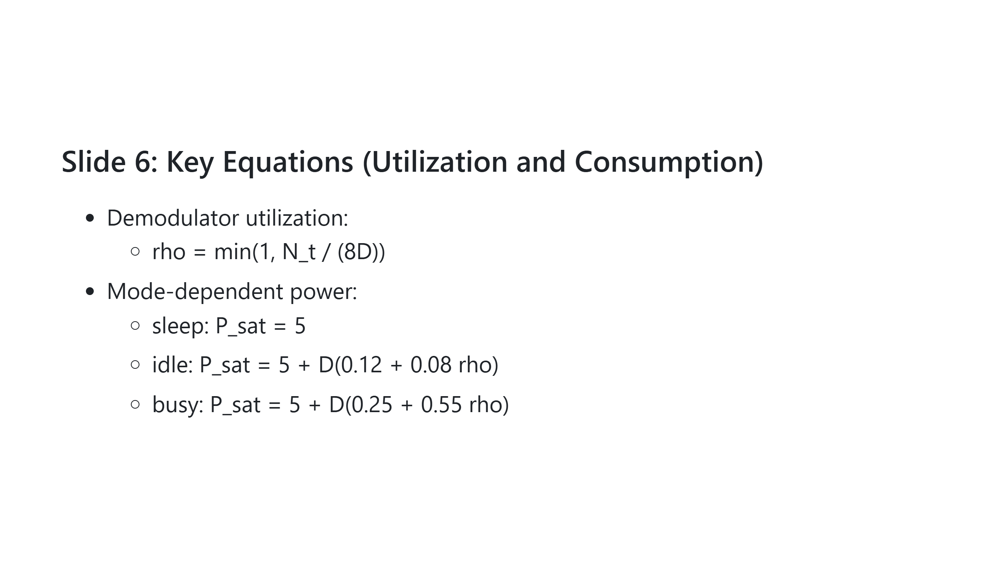 Slide 6: Key Equations (Utilization and Consumption)
• Demodulator utilization:
○ rho = min(1, N_t / (8D))
• Mode-dependent power:
○ sleep: P_sat = 5
○ idle: P_sat = 5 + D(0.12 + 0.08 rho)
○ busy: P_sat = 5 + D(0.25 + 0.55 rho)